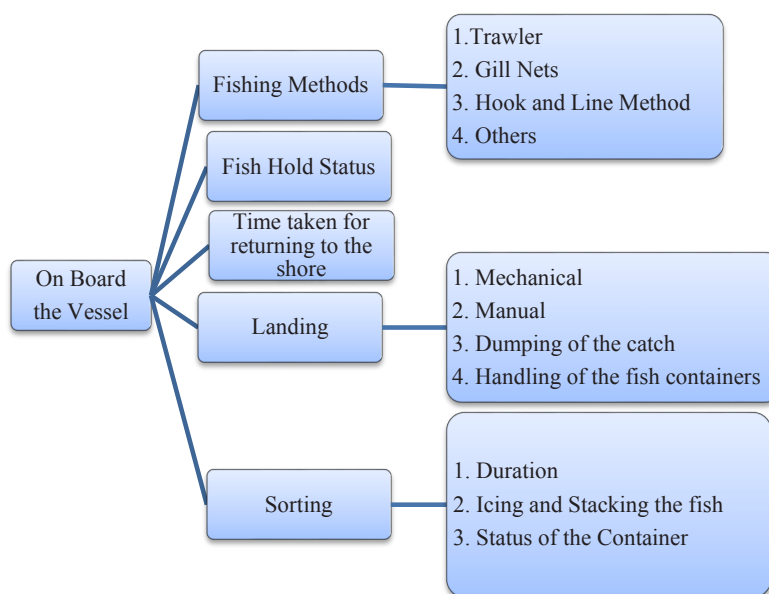 On Board
the Vessel
Fishing Methods
1.Trawler
2. Gill Nets
3. Hook and Line Method
4. Others
Fish Hold Status
Time taken for
returning to the
shore
Landing
1. Mechanical
2. Manual
3. Dumping of the catch
4. Handling of the fish containers
Sorting
1. Duration
2. Icing and Stacking the fish
3. Status of the Container